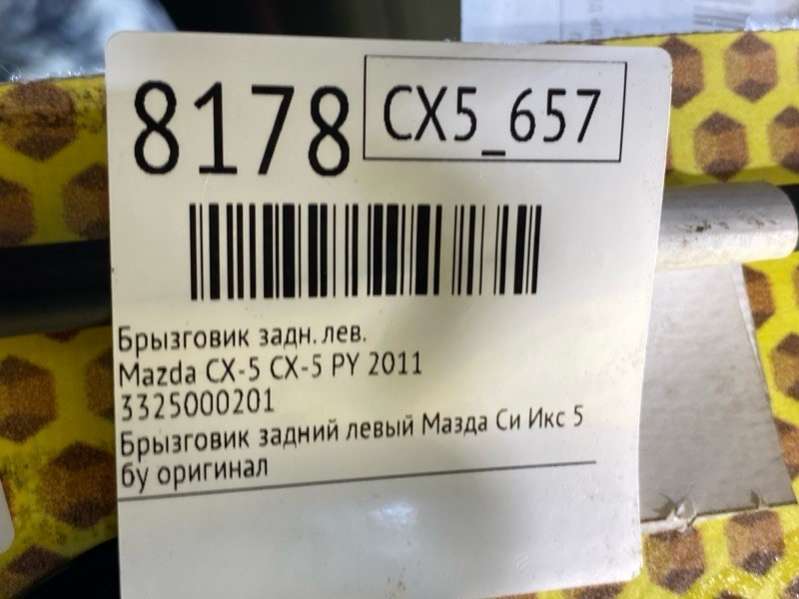 8178
CX5_657
Брызговик задн. лев.
Mazda CX-5 CX-5 PY 2011
3325000201
Брызговик задний левый Мазда Си Икс 5
бу оригинал